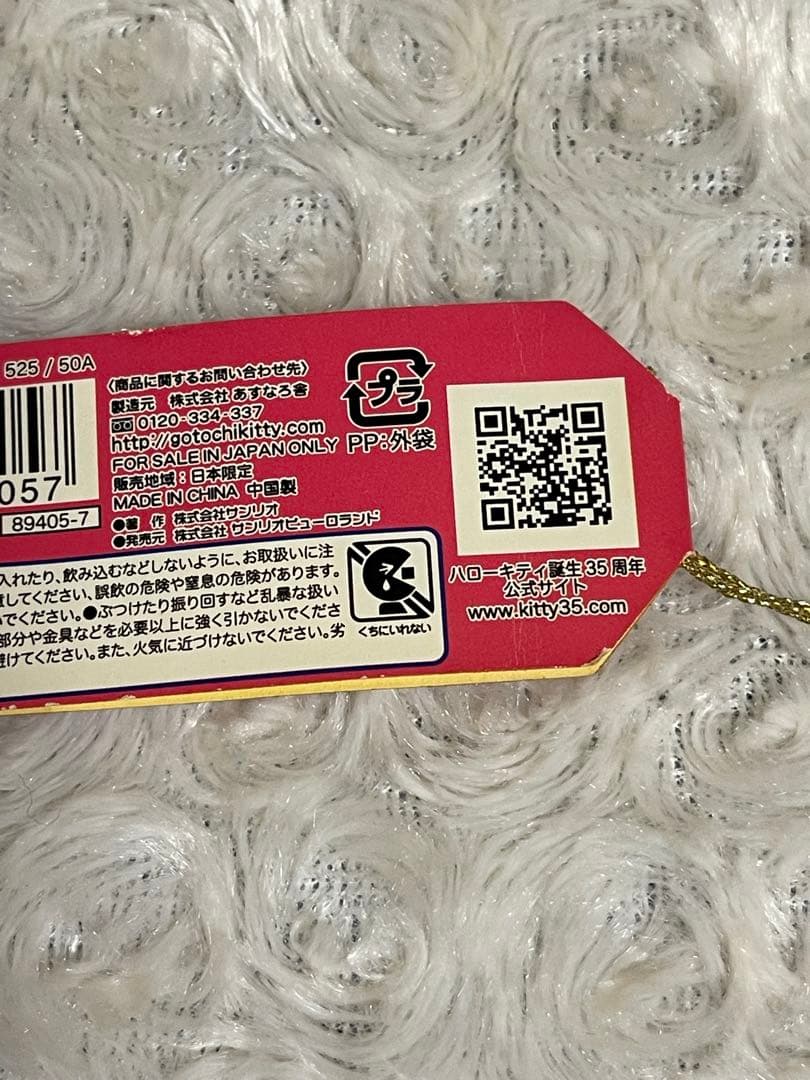 525 / 50A
〈商品に関するお問い合わせ先〉
製造元 株式会社 あすなろ舎
0120-334-337
http://gotochikitty.com
FOR SALE IN JAPAN ONLY
販売地域：日本限定
MADE IN CHINA 中国製
●著 作 株式会社サンリオ
●発売元 株式会社 サンリオピューロランド
057
89405-7
プラ
PP：外袋
入れたり、飲み込むなどしないように、お取扱いに注
意してください、誤飲の危険や窒息の危険があります。
いでください。●ぶつけたり振り回すなど乱暴な扱い
部分や金具などを必要以上に強く引かないでくださ
避けてください。また、火気に近づけないでください。劣
くちにいれない
ハローキティ誕生35周年
公式サイト
www.kitty35.com